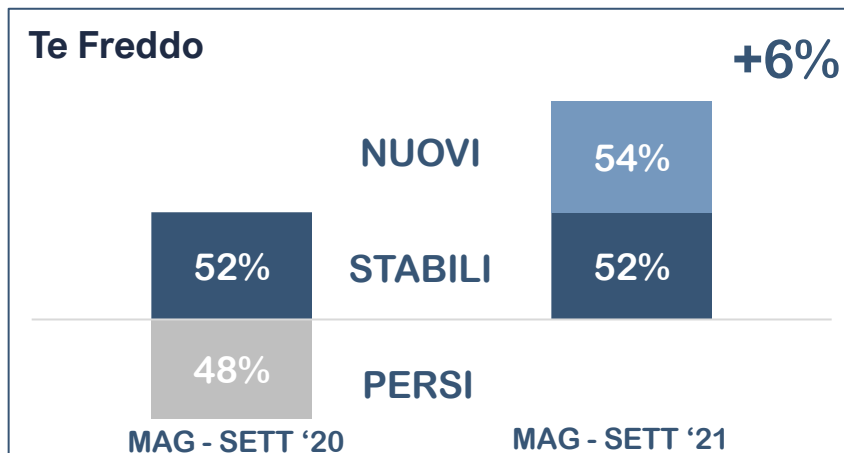 Te Freddo
+6%
NUOVI
54%
52%
STABILI
52%
48%
PERSI
MAG - SETT ‘20
MAG - SETT ‘21